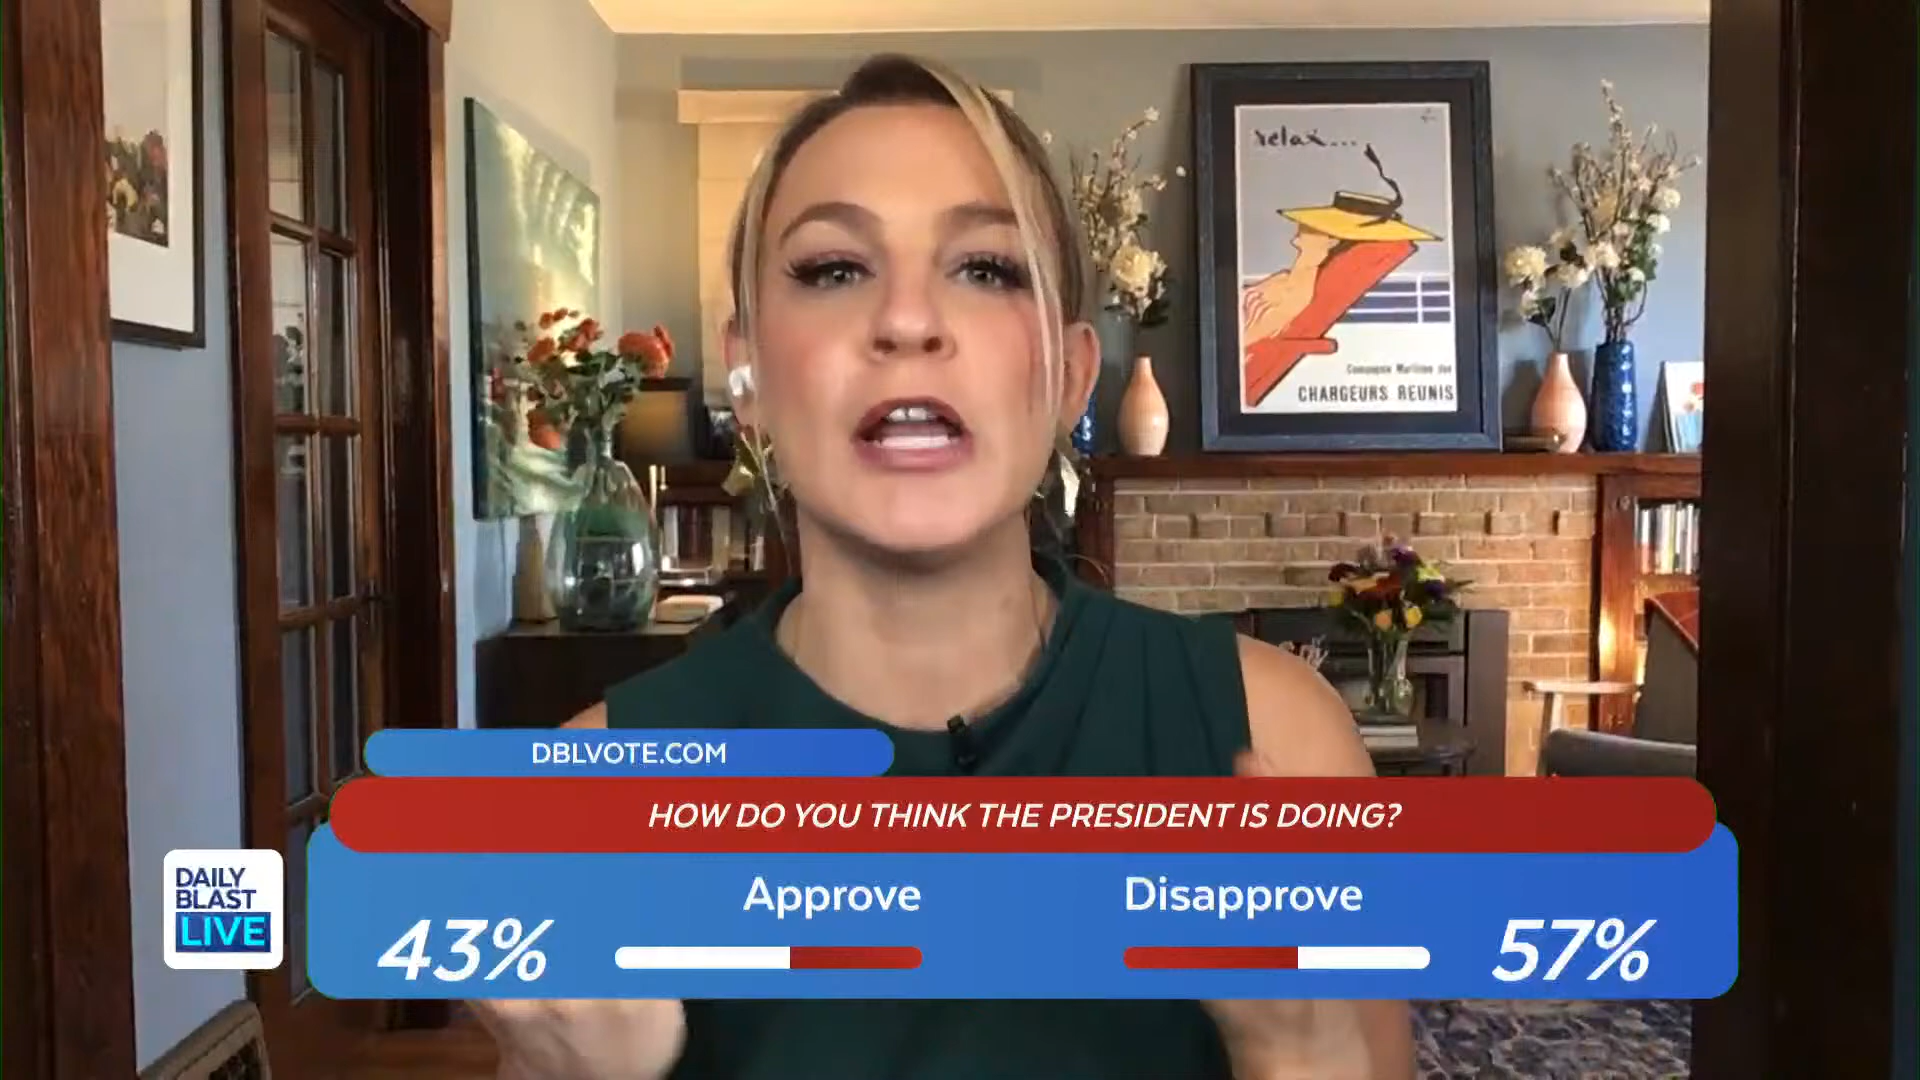 relax...
CHARGEURS REUNIS
DBLVOTE.COM
HOW DO YOU THINK THE PRESIDENT IS DOING?
DAILY
BLAST
LIVE
Approve
Disapprove
43%
57%